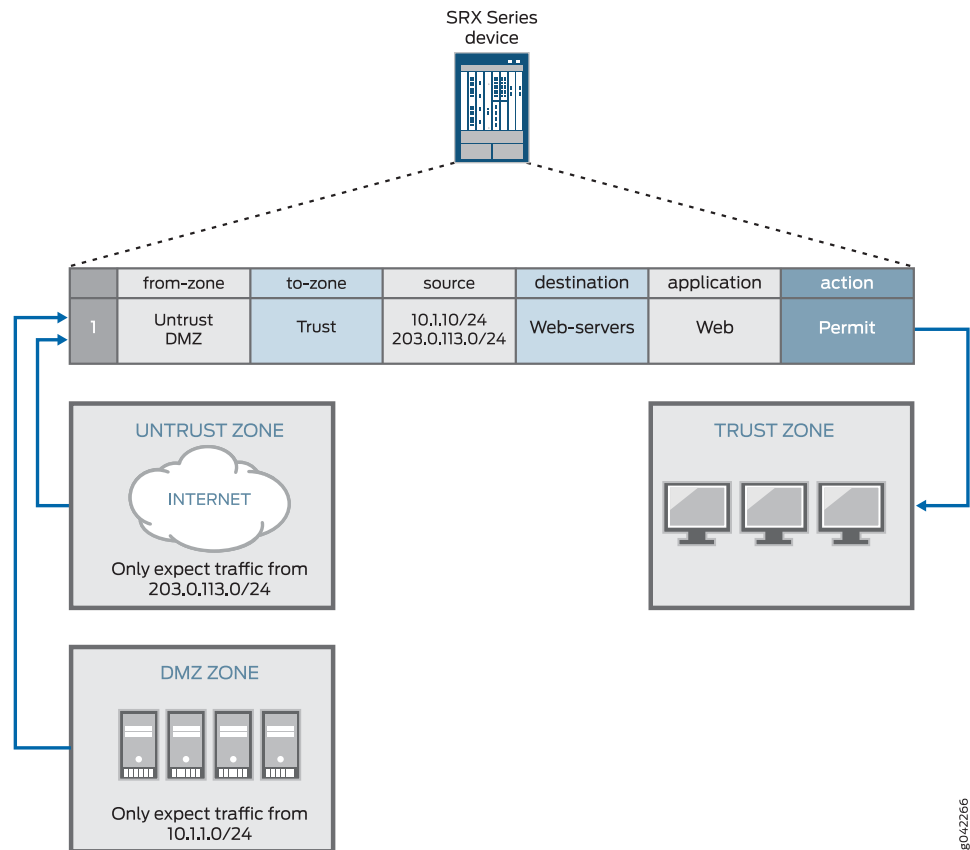 SRX Series
device
from-zone to-zone source destination application action
1 Untrust DMZ Trust 10.1.10/24 203.0.113.0/24 Web-servers Web Permit
UNTRUST ZONE
INTERNET
Only expect traffic from
203.0.113.0/24
TRUST ZONE
DMZ ZONE
Only expect traffic from
10.1.1.0/24
g042266